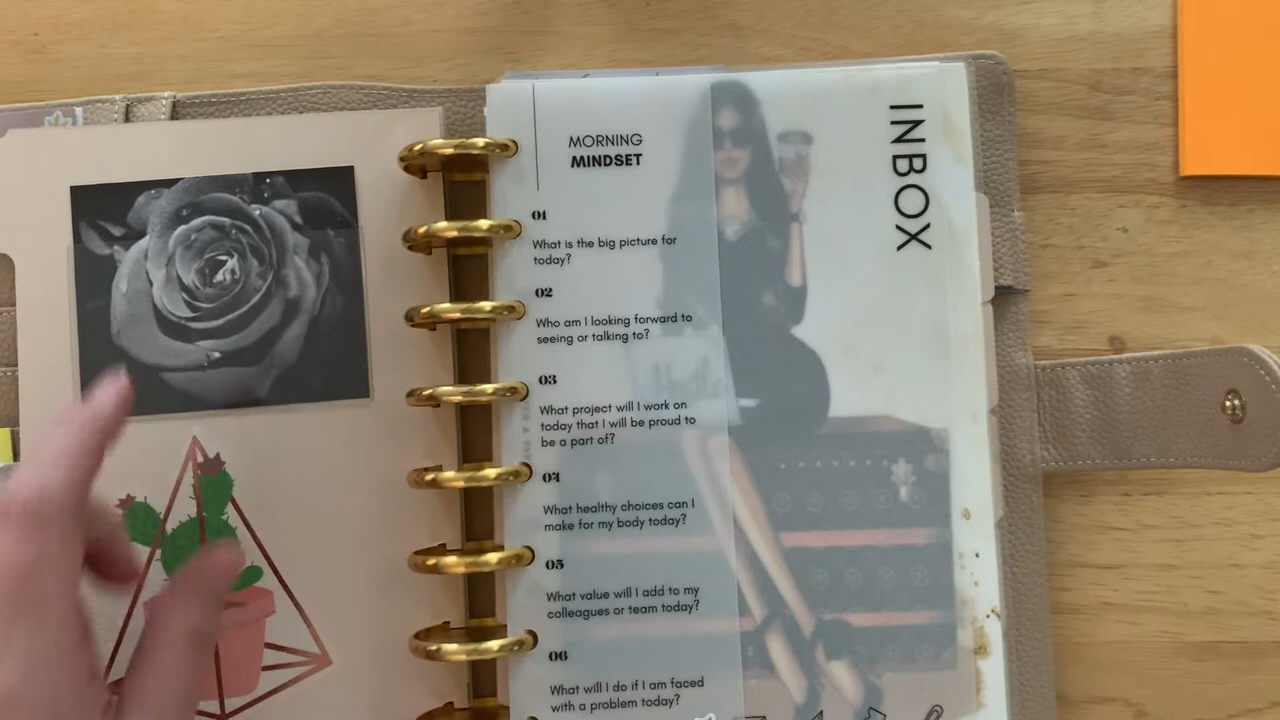 MORNING
MINDSET
01
What is the big picture for
today?
02
Who am I looking forward to
seeing or talking to?
03
What project will I work on
today that I will be proud to
be a part of?
04
What healthy choices can I
make for my body today?
05
What value will I add to my
colleagues or team today?
06
What will I do if I am faced
with a problem today?
INBOX